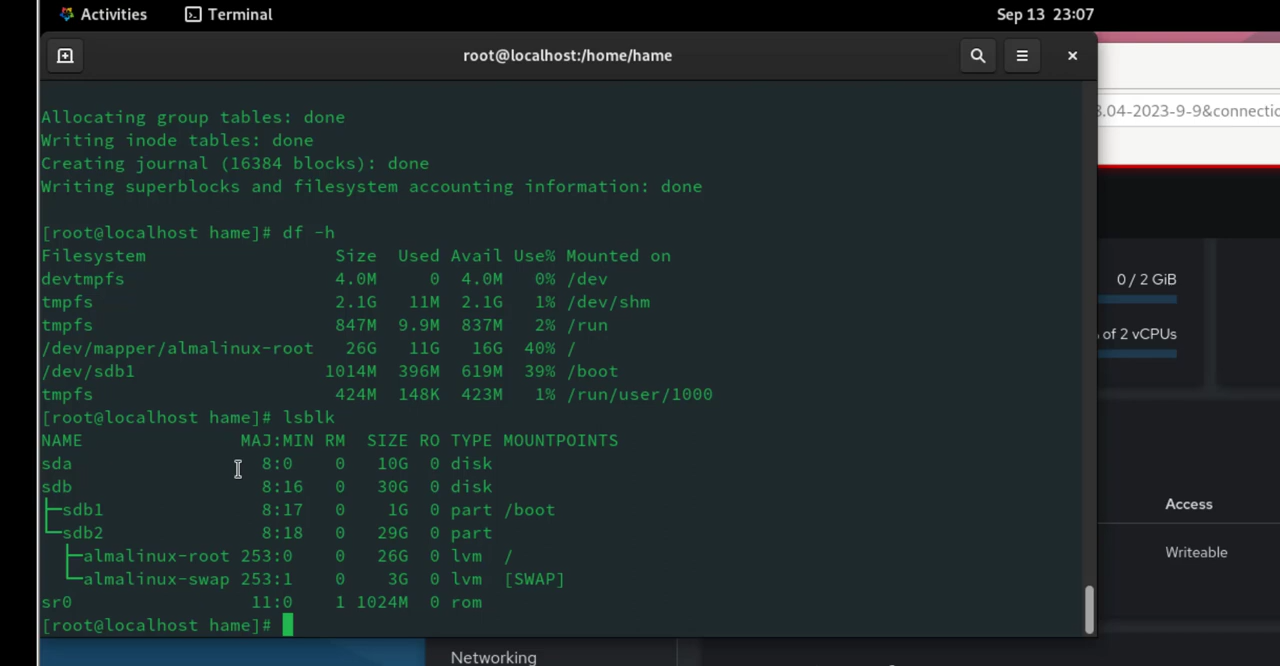 Activities Terminal Sep 13 23:07
root@localhost:/home/hame
Allocating group tables: done
Writing inode tables: done
Creating journal (16384 blocks): done
Writing superblocks and filesystem accounting information: done
[root@localhost hame]# df -h
Filesystem Size Used Avail Use% Mounted on
devtmpfs 4.0M 0 4.0M 0% /dev
tmpfs 2.1G 11M 2.1G 1% /dev/shm
tmpfs 847M 9.9M 837M 2% /run
/dev/mapper/almalinux-root 26G 11G 16G 40% /
/dev/sdb1 1014M 396M 619M 39% /boot
tmpfs 424M 148K 423M 1% /run/user/1000
[root@localhost hame]# lsblk
NAME MAJ:MIN RM SIZE RO TYPE MOUNTPOINTS
sda 8:0 0 10G 0 disk
sdb 8:16 0 30G 0 disk
├─sdb1 8:17 0 1G 0 part /boot
└─sdb2 8:18 0 29G 0 part
├─almalinux-root 253:0 0 26G 0 lvm /
└─almalinux-swap 253:1 0 3G 0 lvm [SWAP]
sr0 11:0 1 1024M 0 rom
[root@localhost hame]#
3.04-2023-9-9&connectio
0 / 2 GiB
of 2 vCPUs
Access
Writeable
Networking